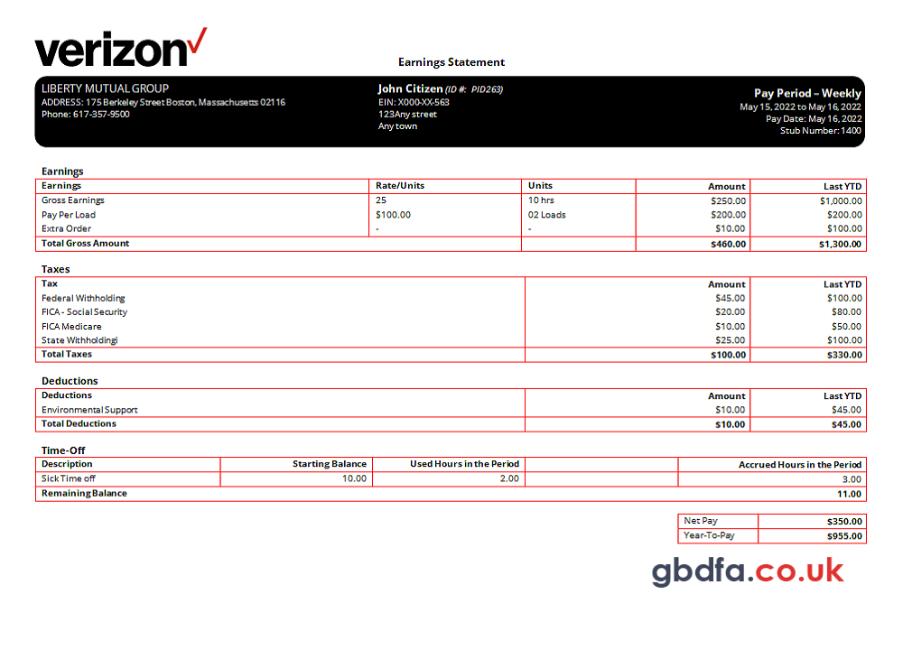 verizon
Earnings Statement
LIBERTY MUTUAL GROUP
ADDRESS: 175 Berkeley Street Boston, Massachusetts 02116
Phone: 617-357-9500
John Citizen (ID #: PID263)
EIN: X000-XX-563
123Any street
Any town
Pay Period – Weekly
May 15, 2022 to May 16, 2022
Pay Date: May 16, 2022
Stub Number: 1400
Earnings
Earnings Rate/Units Units Amount Last YTD
Gross Earnings 25 10 hrs $250.00 $1,000.00
Pay Per Load $100.00 02 Loads $200.00 $200.00
Extra Order - - $10.00 $100.00
Total Gross Amount $460.00 $1,300.00
Taxes
Tax Amount Last YTD
Federal Withholding $45.00 $100.00
FICA - Social Security $20.00 $80.00
FICA Medicare $10.00 $50.00
State Withholdingl $25.00 $100.00
Total Taxes $100.00 $330.00
Deductions
Deductions Amount Last YTD
Environmental Support $10.00 $45.00
Total Deductions $10.00 $45.00
Time-Off
Description Starting Balance Used Hours in the Period Accrued Hours in the Period
Sick Time off 10.00 2.00 3.00
Remaining Balance 11.00
Net Pay $350.00
Year-To-Pay $955.00
gbdfa.co.uk